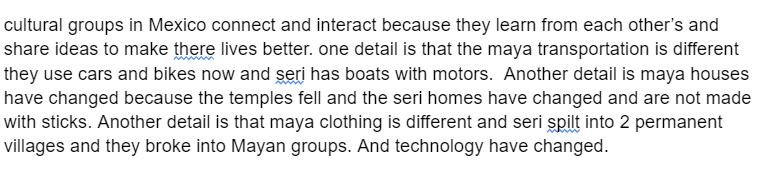 cultural groups in Mexico connect and interact because they learn from each other’s and
share ideas to make there lives better. one detail is that the maya transportation is different
they use cars and bikes now and seri has boats with motors.  Another detail is maya houses
have changed because the temples fell and the seri homes have changed and are not made
with sticks. Another detail is that maya clothing is different and seri spilt into 2 permanent
villages and they broke into Mayan groups. And technology have changed.